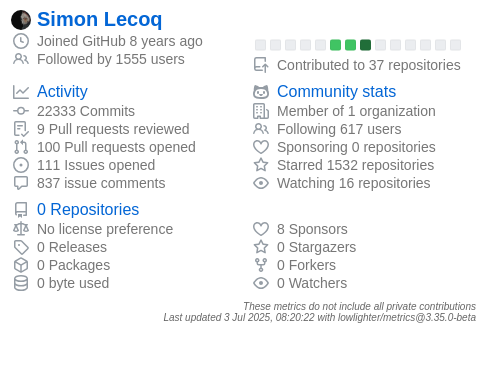 Simon Lecoq
Joined GitHub 8 years ago
Followed by 1555 users
Contributed to 37 repositories
Activity
22333 Commits
9 Pull requests reviewed
100 Pull requests opened
111 Issues opened
837 issue comments
Community stats
Member of 1 organization
Following 617 users
Sponsoring 0 repositories
Starred 1532 repositories
Watching 16 repositories
0 Repositories
No license preference
0 Releases
0 Packages
0 byte used
8 Sponsors
0 Stargazers
0 Forkers
0 Watchers
These metrics do not include all private contributions
Last updated 3 Jul 2025, 08:20:22 with lowlighter/metrics@3.35.0-beta